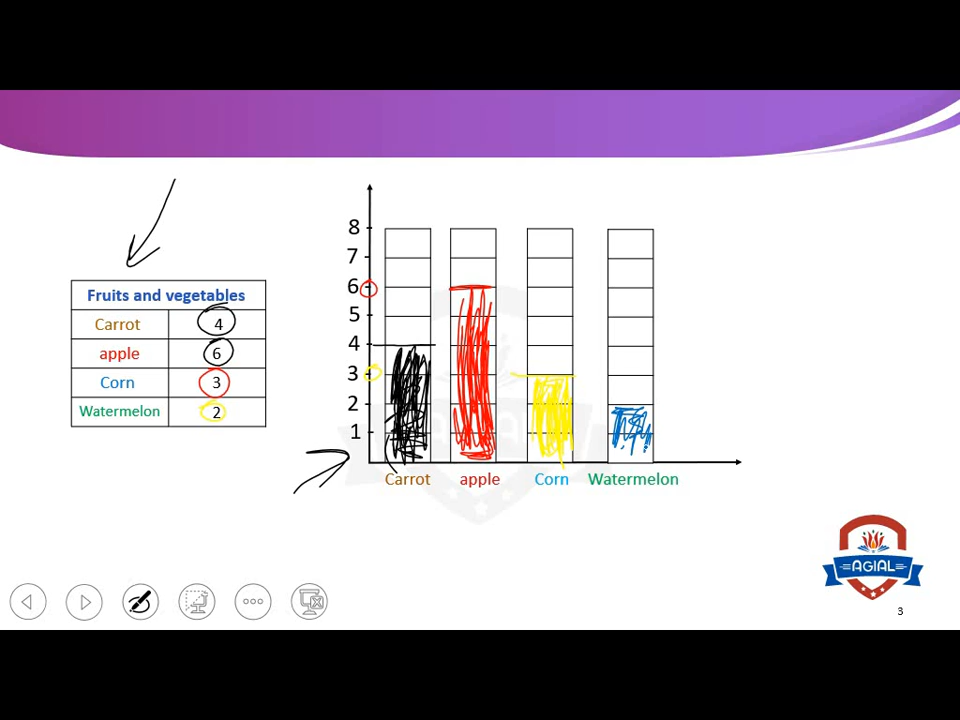 Fruits and vegetables
Carrot 4
apple 6
Corn 3
Watermelon 2
8
7
6
5
4
3
2
1
Carrot apple Corn Watermelon
AGIAL
3